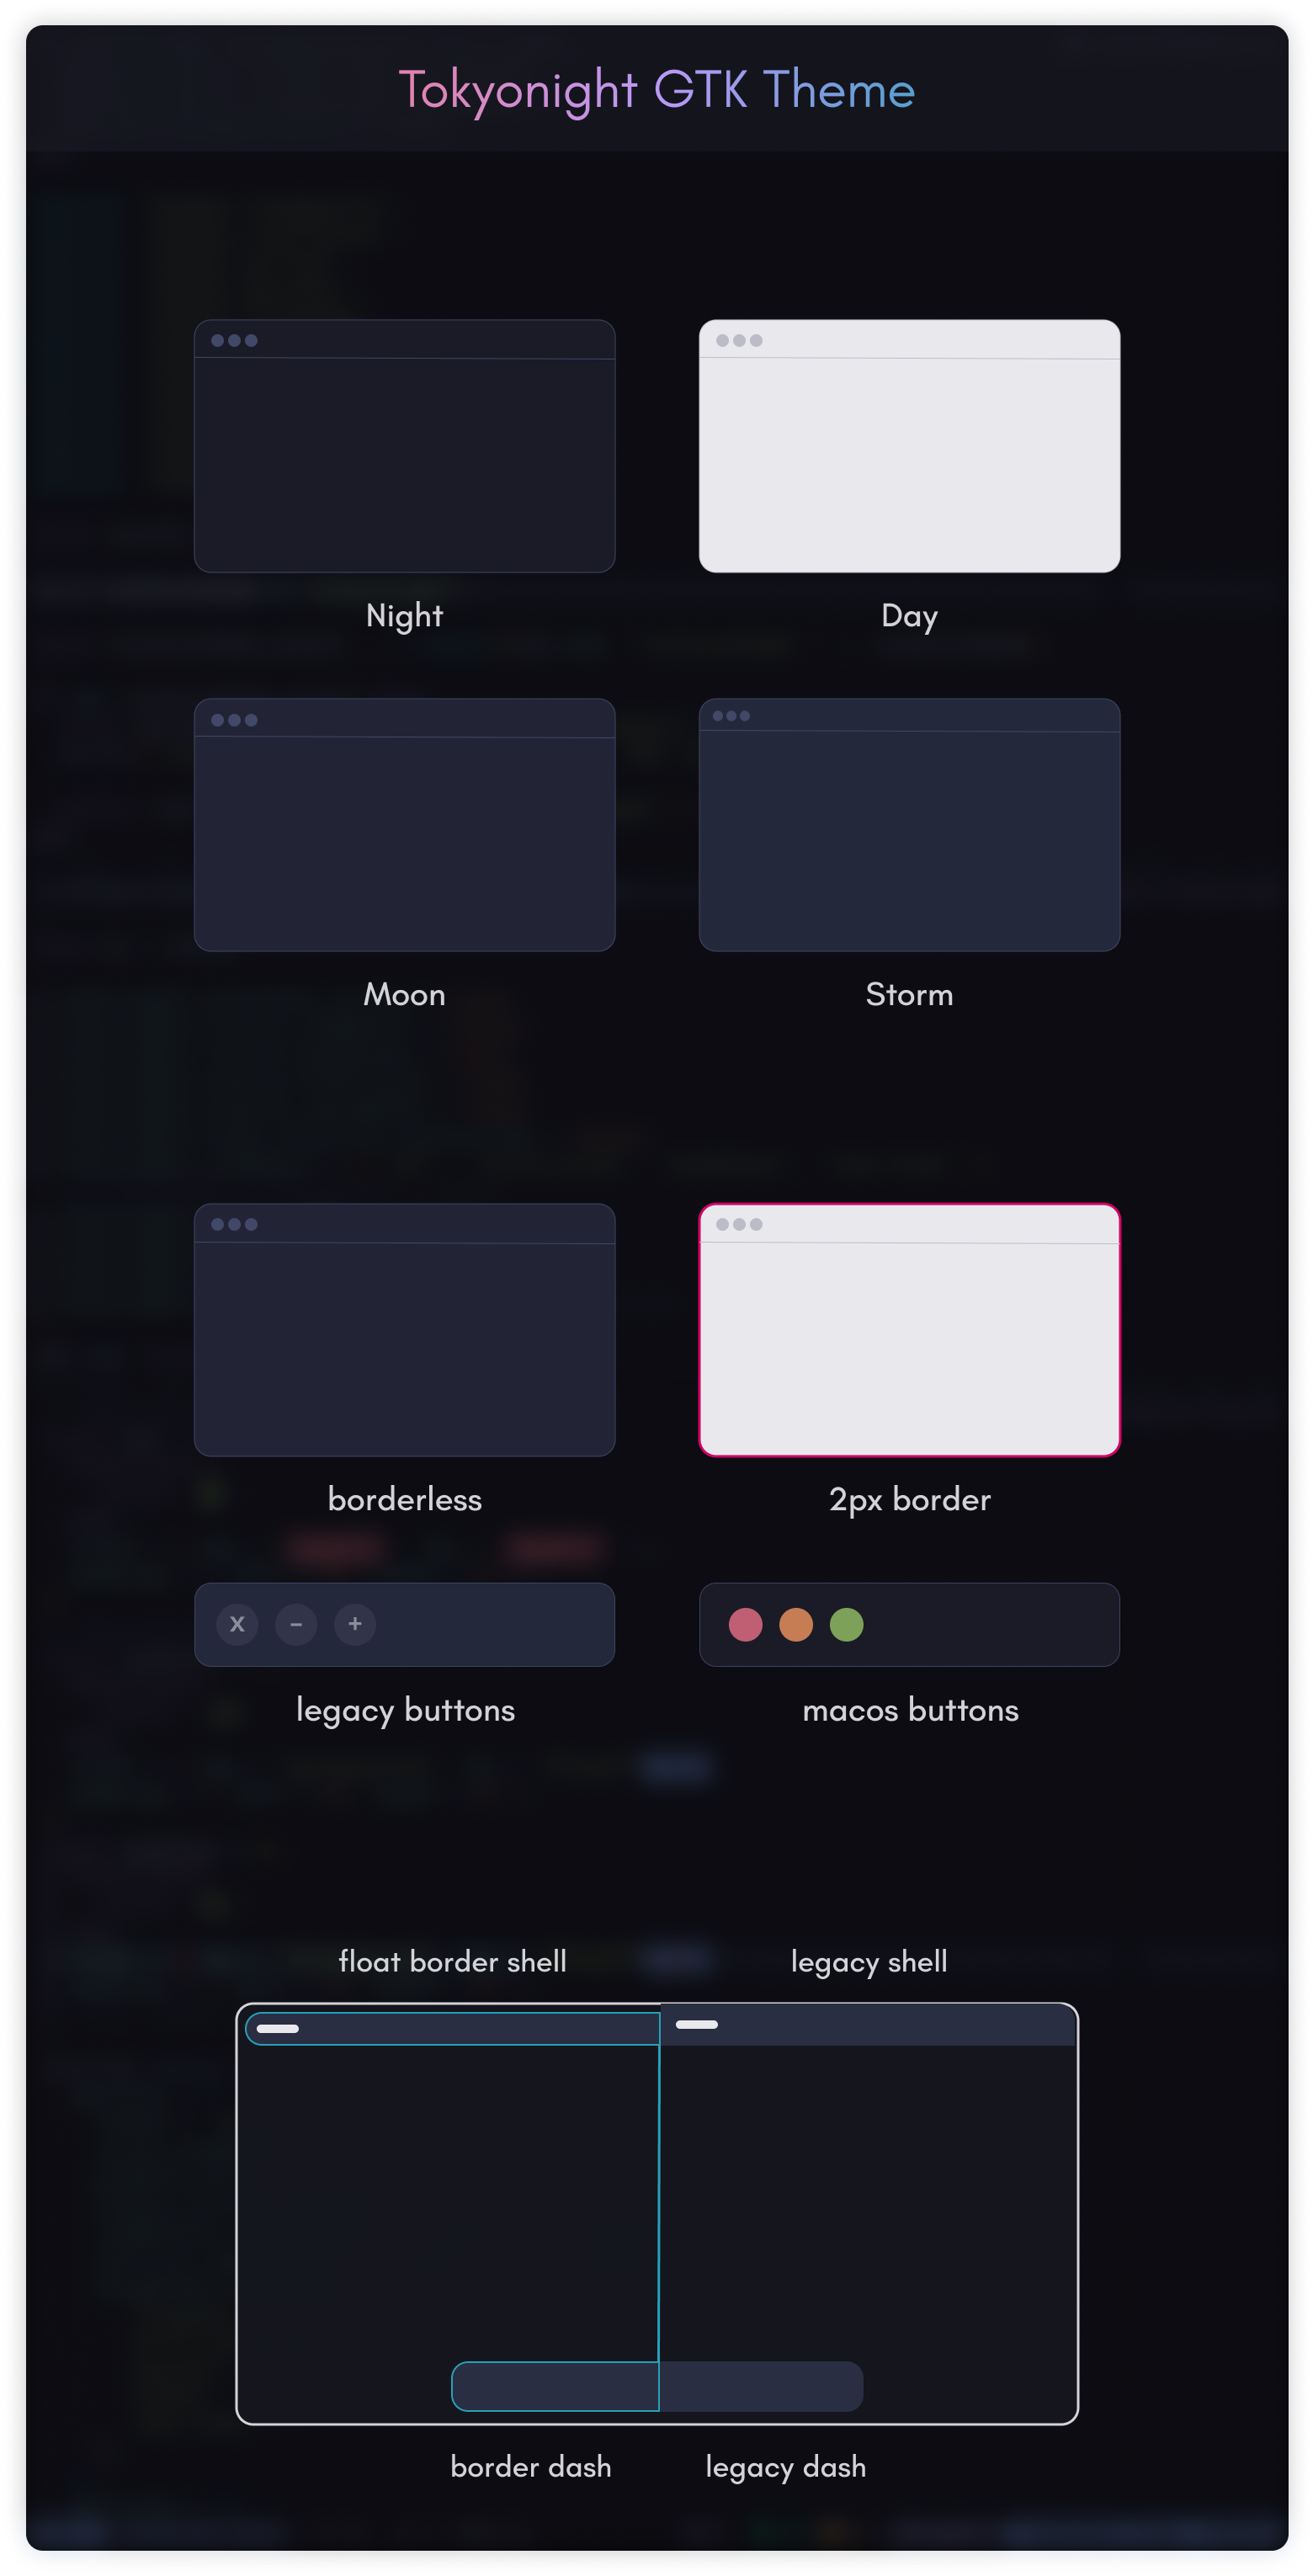 Tokyonight GTK Theme
Night
Day
Moon
Storm
borderless
2px border
X − +
legacy buttons
macos buttons
float border shell
legacy shell
border dash
legacy dash